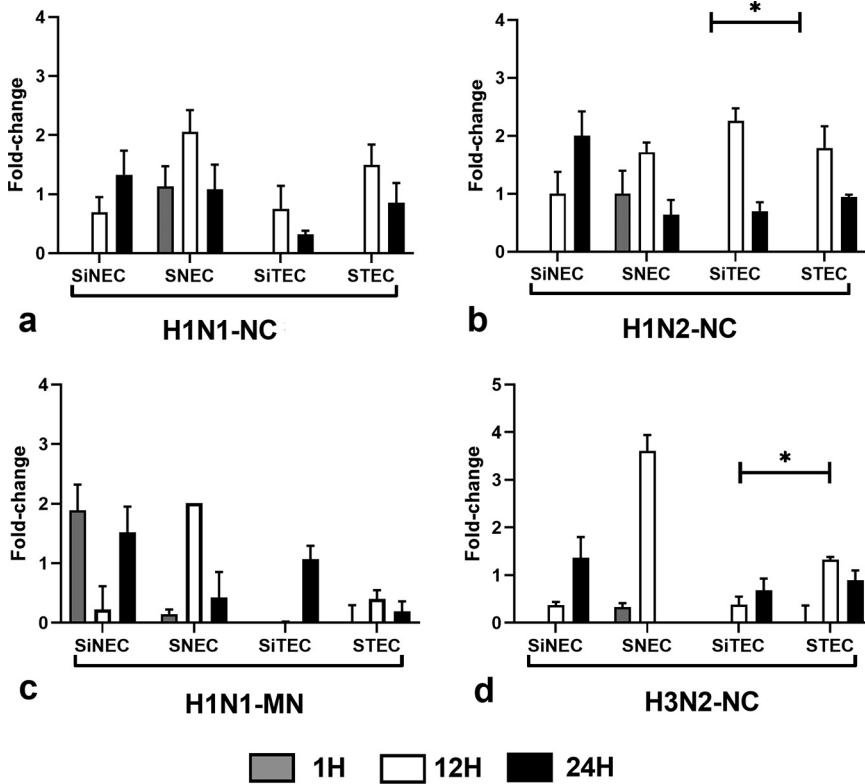 4
3
2
1
0
Fold-change
SiNEC SNEC SiTEC STEC
a
H1N1-NC
4
3
2
1
0
Fold-change
*
SiNEC SNEC SiTEC STEC
b
H1N2-NC
4
3
2
1
0
Fold-change
SiNEC SNEC SiTEC STEC
c
H1N1-MN
5
4
3
2
1
0
Fold-change
*
SiNEC SNEC SiTEC STEC
d
H3N2-NC
1H 12H 24H